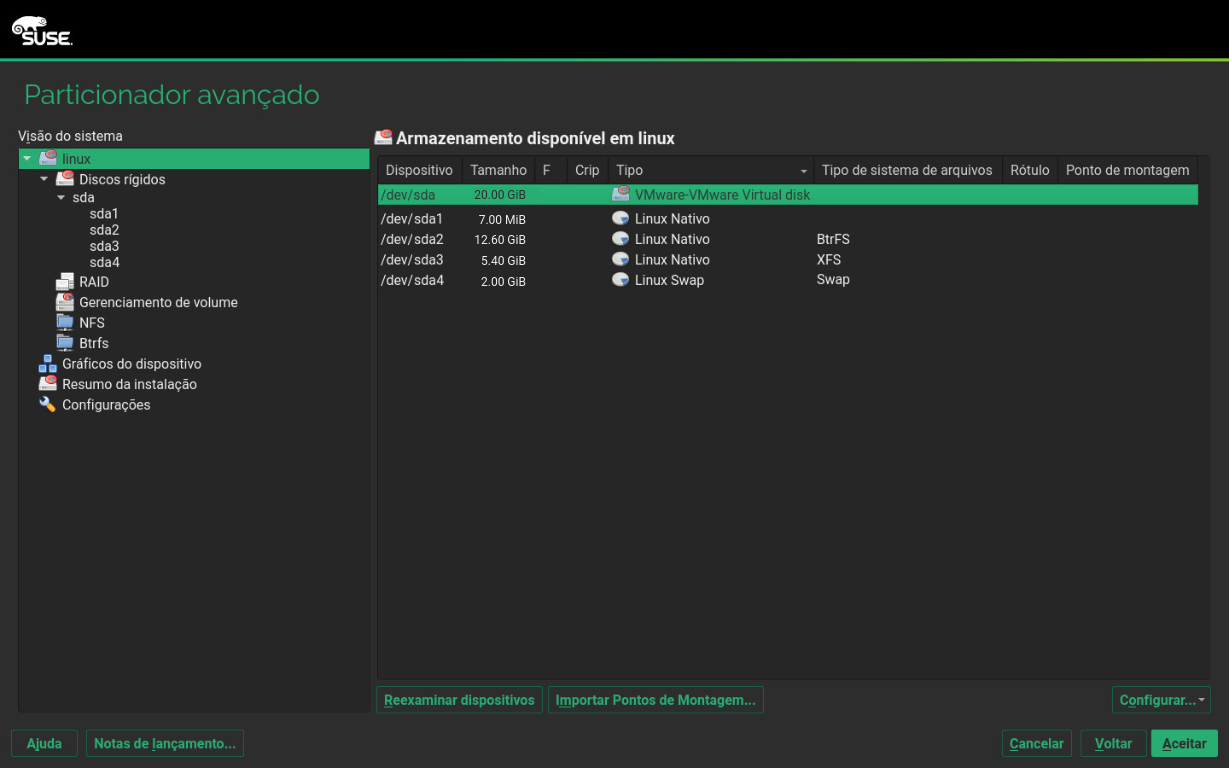 SUSE.
Particionador avançado
Visão do sistema
linux
Discos rígidos
sda
sda1
sda2
sda3
sda4
RAID
Gerenciamento de volume
NFS
Btrfs
Gráficos do dispositivo
Resumo da instalação
Configurações
Armazenamento disponível em linux
Dispositivo Tamanho F Crip Tipo Tipo de sistema de arquivos Rótulo Ponto de montagem
/dev/sda 20.00 GiB VMware-VMware Virtual disk
/dev/sda1 7.00 MiB Linux Nativo
/dev/sda2 12.60 GiB Linux Nativo BtrFS
/dev/sda3 5.40 GiB Linux Nativo XFS
/dev/sda4 2.00 GiB Linux Swap Swap
Reexaminar dispositivos Importar Pontos de Montagem... Configurar...
Ajuda Notas de lançamento... Cancelar Voltar Aceitar